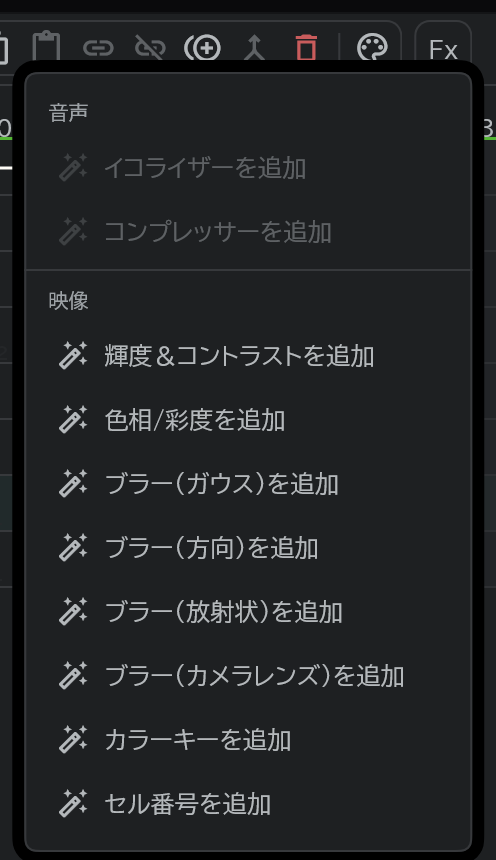 Fx
0
3
音声
イコライザーを追加
コンプレッサーを追加
映像
輝度&コントラストを追加
色相/彩度を追加
ブラー(ガウス)を追加
ブラー(方向)を追加
ブラー(放射状)を追加
ブラー(カメラレンズ)を追加
カラーキーを追加
セル番号を追加